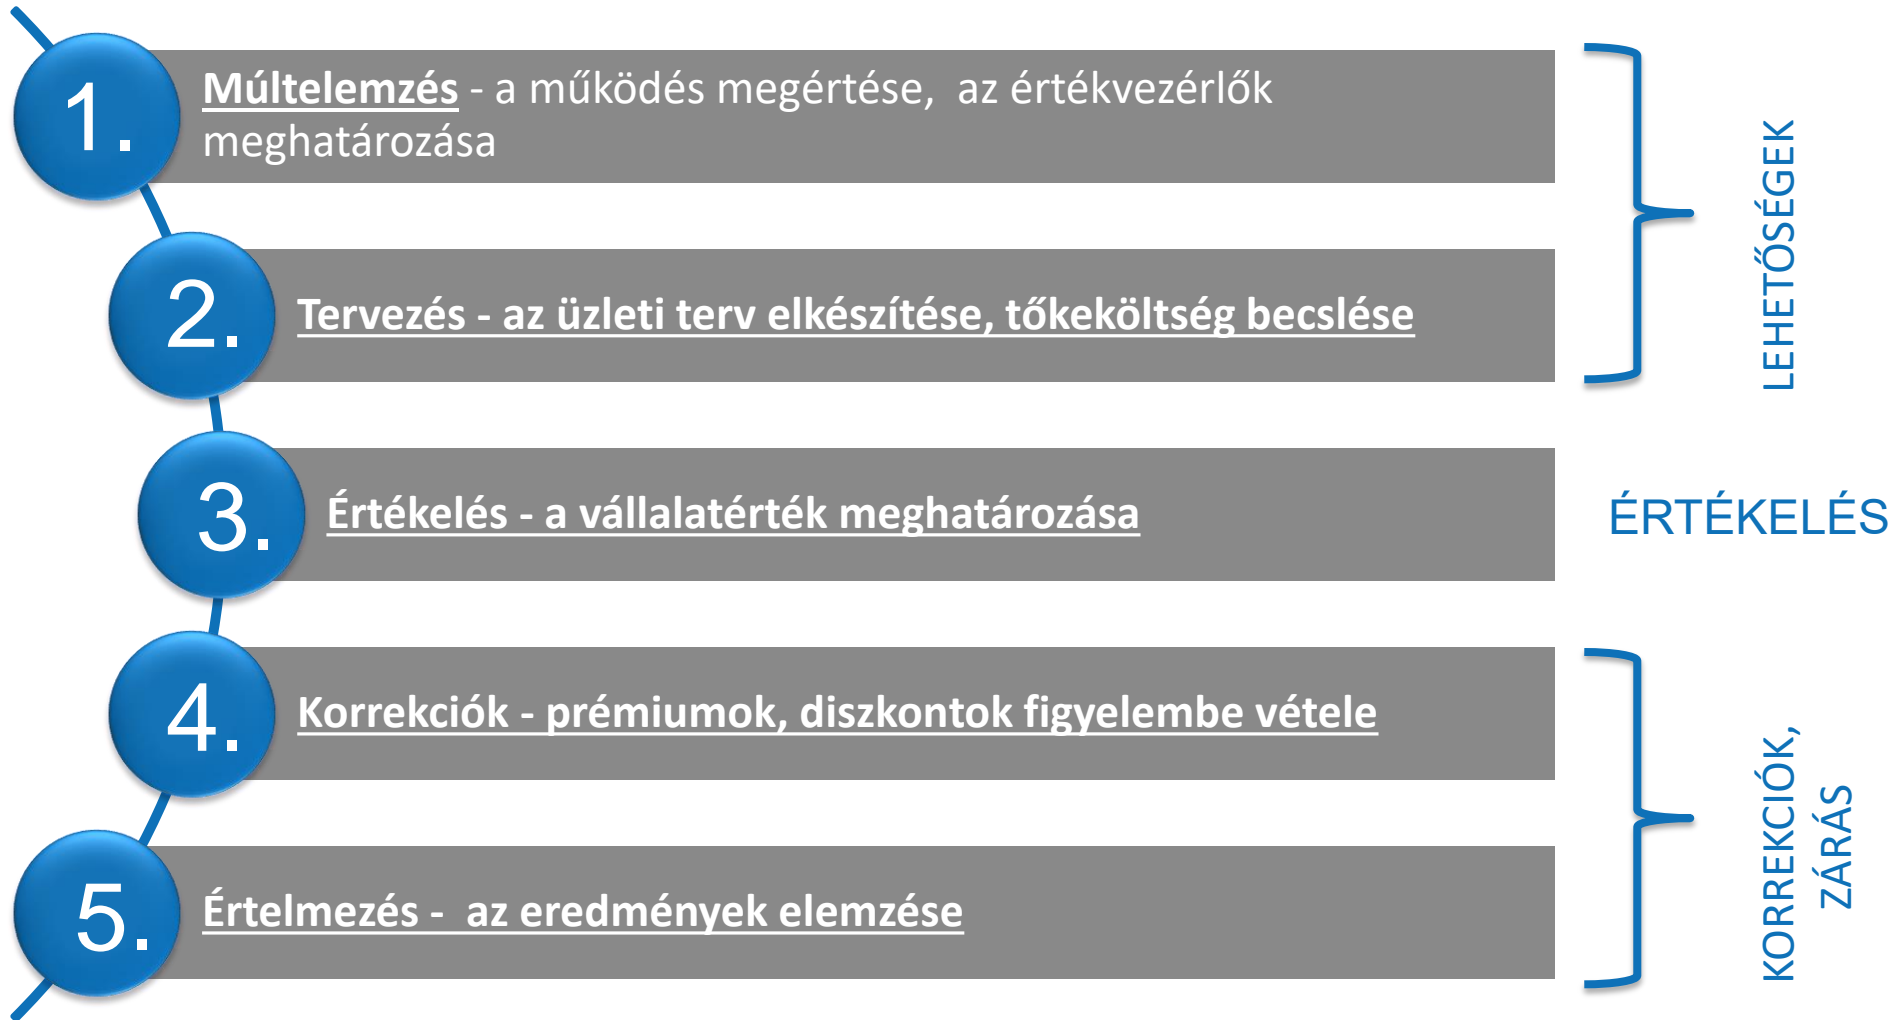 1.
Múltelemzés - a működés megértése, az értékvezérlők
meghatározása
2.
Tervezés - az üzleti terv elkészítése, tőkeköltség becslése
LEHETŐSÉGEK
3.
Értékelés - a vállalatérték meghatározása
ÉRTÉKELÉS
4.
Korrekciók - prémiumok, diszkontok figyelembe vétele
5.
Értelmezés - az eredmények elemzése
KORREKCIÓK,
ZÁRÁS